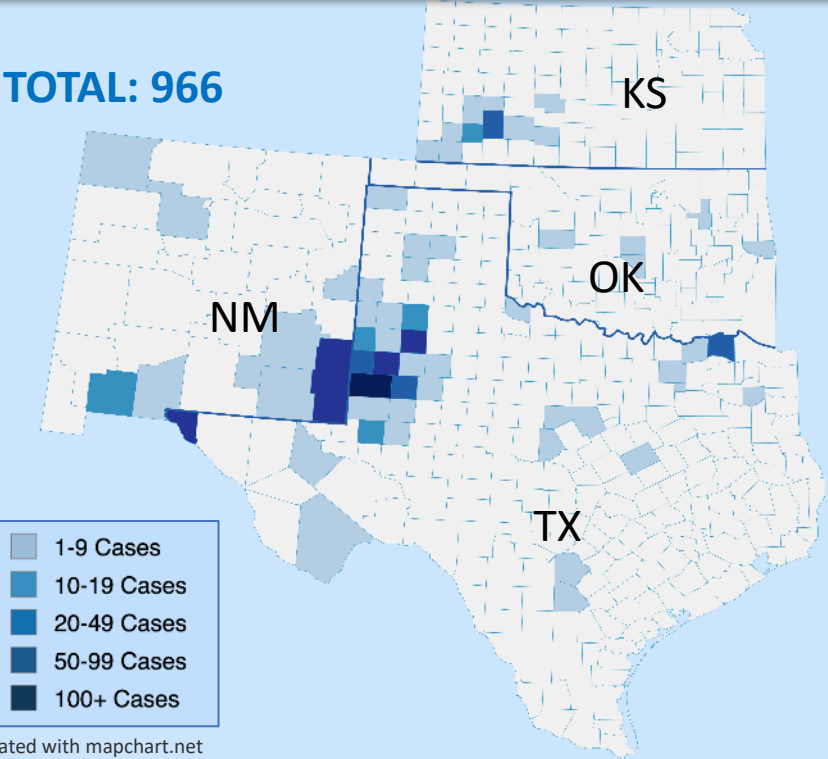 TOTAL: 966
KS
OK
NM
TX
1-9 Cases
10-19 Cases
20-49 Cases
50-99 Cases
100+ Cases
ated with mapchart.net